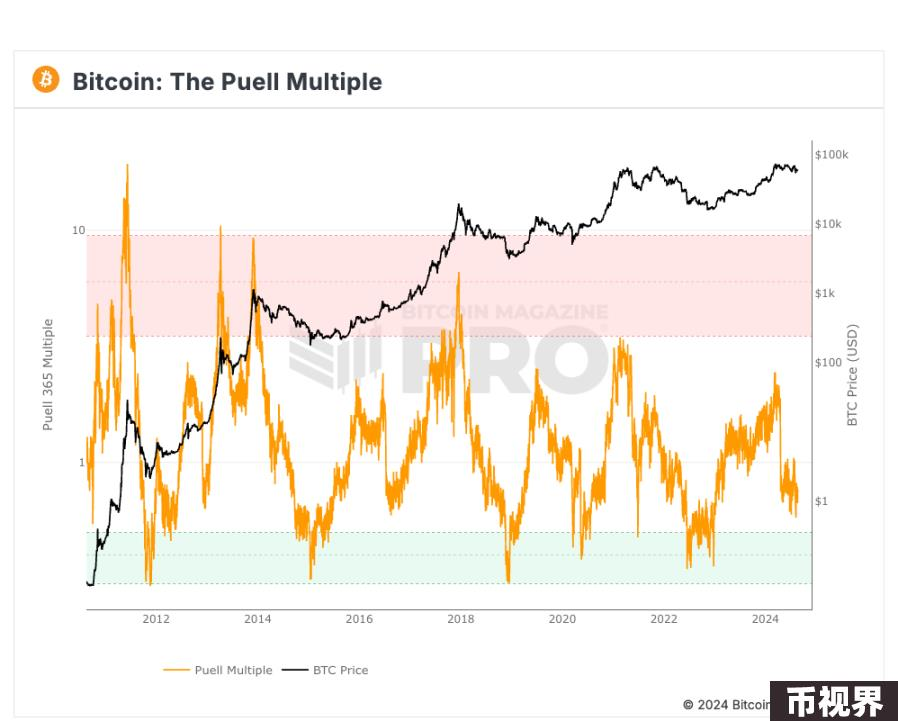 Bitcoin: The Puell Multiple
$100k
10
$10k
BITCOIN MAGAZINE
PRO
$1k
Puell 365 Multiple
BTC Price (USD)
$100
1
$1
2012
2014
2016
2018
2020
2022
2024
Puell Multiple
BTC Price
© 2024 Bitcoin
币视界